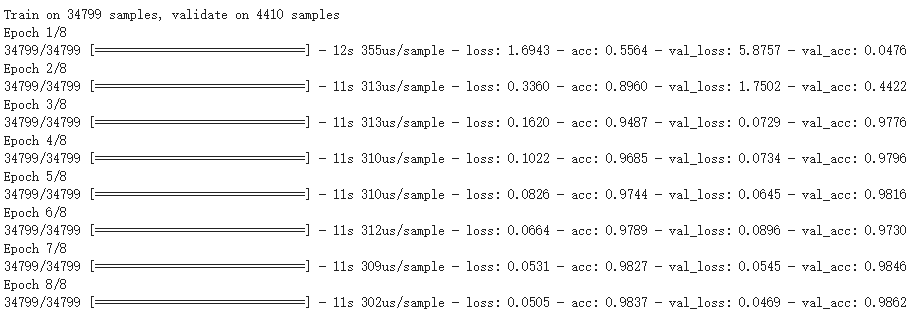 Train on 34799 samples, validate on 4410 samples
Epoch 1/8
34799/34799 [==============================] - 12s 355us/sample - loss: 1.6943 - acc: 0.5564 - val_loss: 5.8757 - val_acc: 0.0476
Epoch 2/8
34799/34799 [==============================] - 11s 313us/sample - loss: 0.3360 - acc: 0.8960 - val_loss: 1.7502 - val_acc: 0.4422
Epoch 3/8
34799/34799 [==============================] - 11s 313us/sample - loss: 0.1620 - acc: 0.9487 - val_loss: 0.0729 - val_acc: 0.9776
Epoch 4/8
34799/34799 [==============================] - 11s 310us/sample - loss: 0.1022 - acc: 0.9685 - val_loss: 0.0734 - val_acc: 0.9796
Epoch 5/8
34799/34799 [==============================] - 11s 310us/sample - loss: 0.0826 - acc: 0.9744 - val_loss: 0.0645 - val_acc: 0.9816
Epoch 6/8
34799/34799 [==============================] - 11s 312us/sample - loss: 0.0664 - acc: 0.9789 - val_loss: 0.0896 - val_acc: 0.9730
Epoch 7/8
34799/34799 [==============================] - 11s 309us/sample - loss: 0.0531 - acc: 0.9827 - val_loss: 0.0545 - val_acc: 0.9846
Epoch 8/8
34799/34799 [==============================] - 11s 302us/sample - loss: 0.0505 - acc: 0.9837 - val_loss: 0.0469 - val_acc: 0.9862